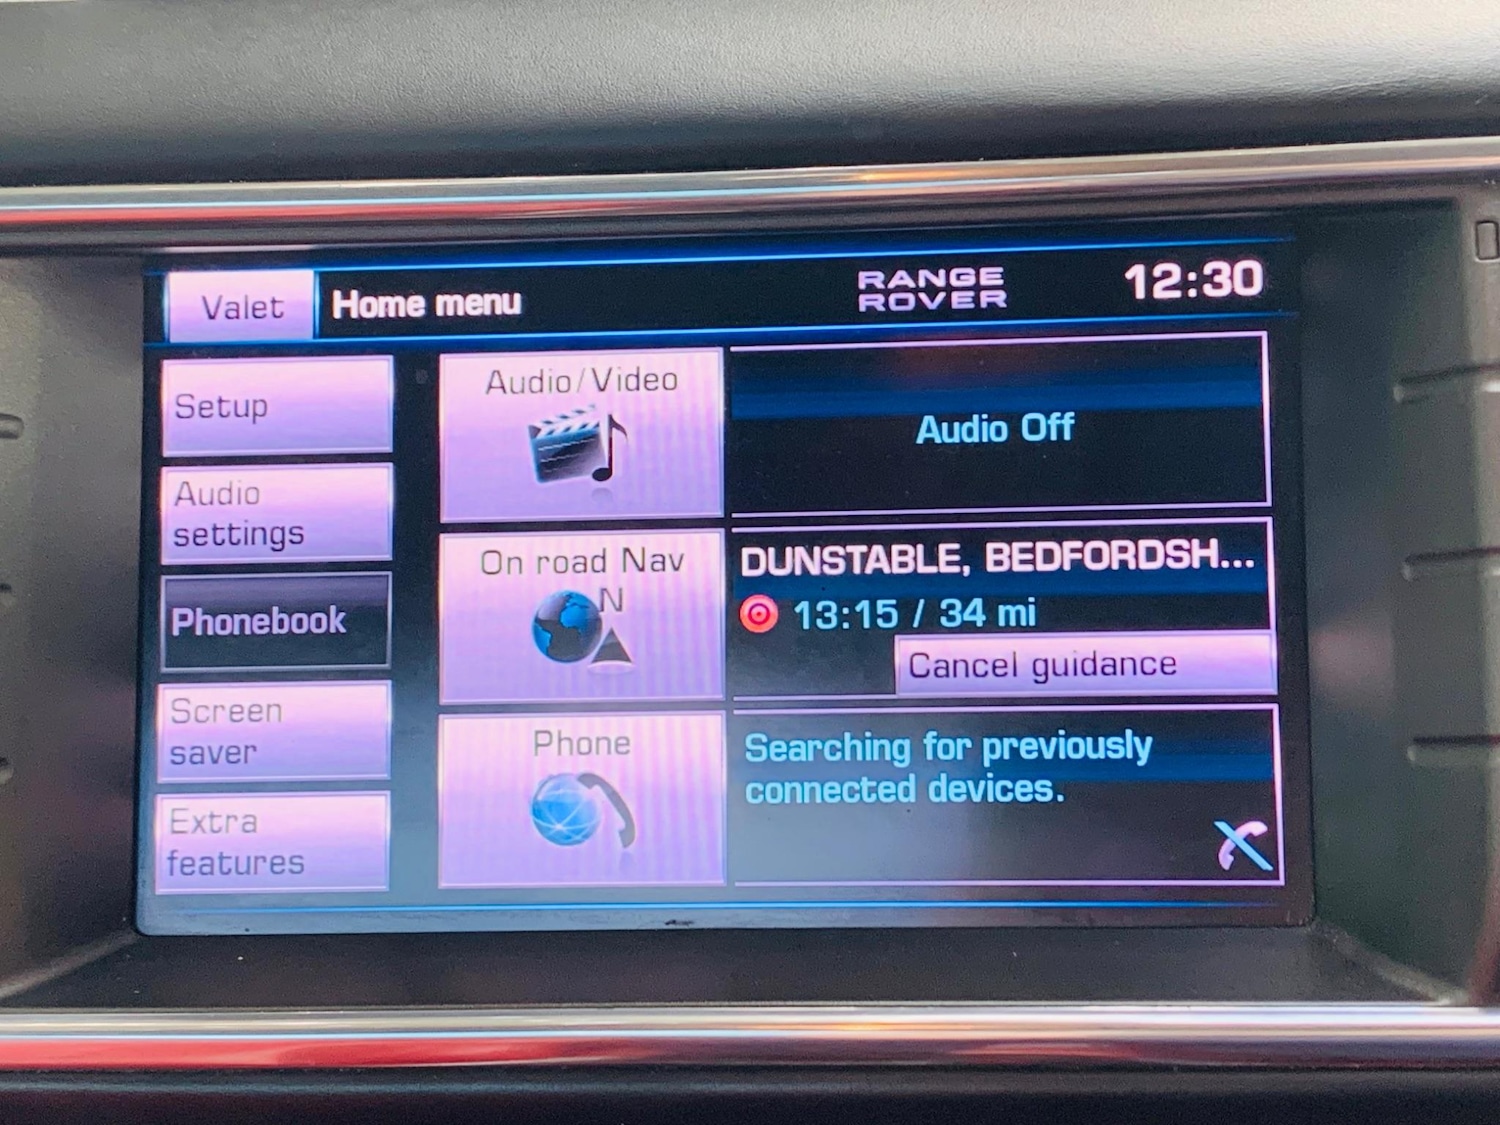 Valet
Home menu
RANGE
ROVER
12:30
Setup
Audio
settings
Phonebook
Screen
saver
Extra
features
Audio/Video
Audio Off
On road Nav
N
DUNSTABLE, BEDFORDSH...
13:15 / 34 mi
Cancel guidance
Phone
Searching for previously
connected devices.